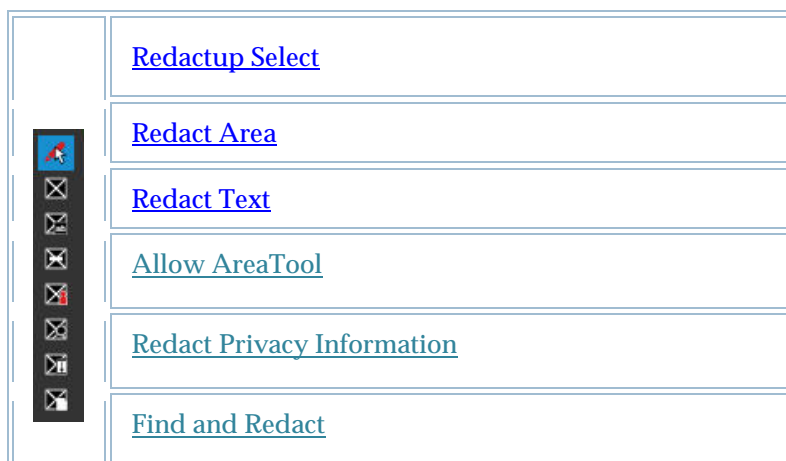 Redactup Select
Redact Area
Redact Text
Allow AreaTool
Redact Privacy Information
Find and Redact